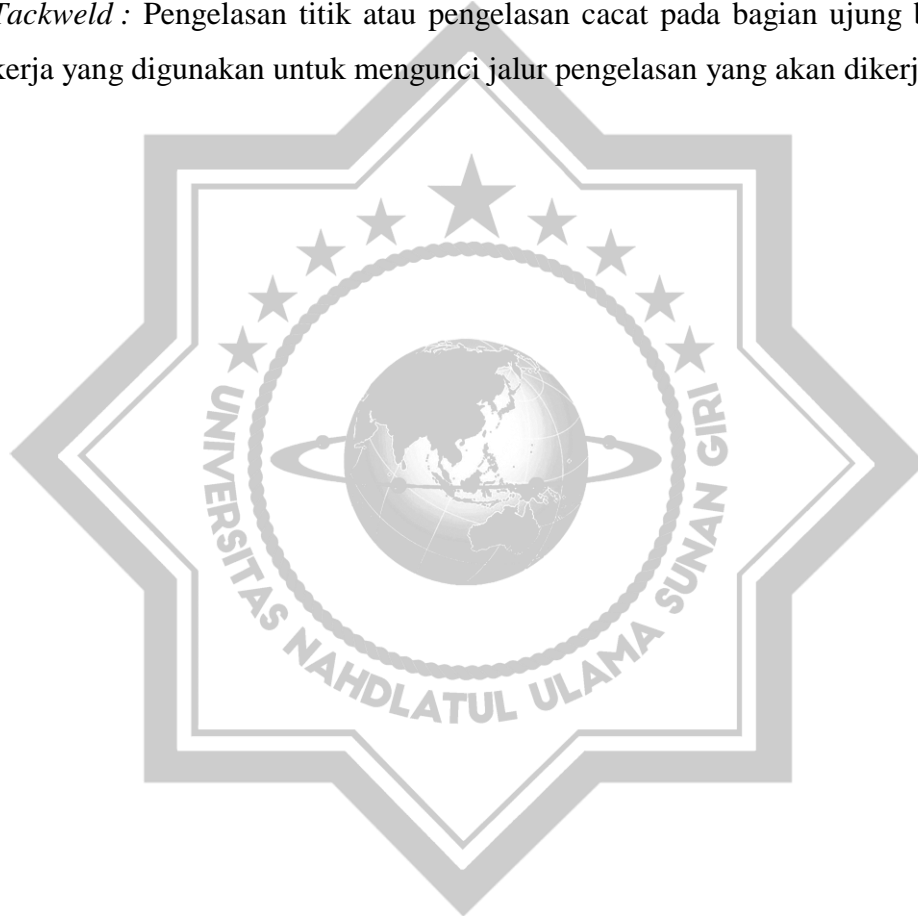 Tackweld : Pengelasan titik atau pengelasan cacat pada bagian ujung
kerja yang digunakan untuk mengunci jalur pengelasan yang akan
UNIVERSITAS NAHDLATUL ULAMA SUNAN GIRI